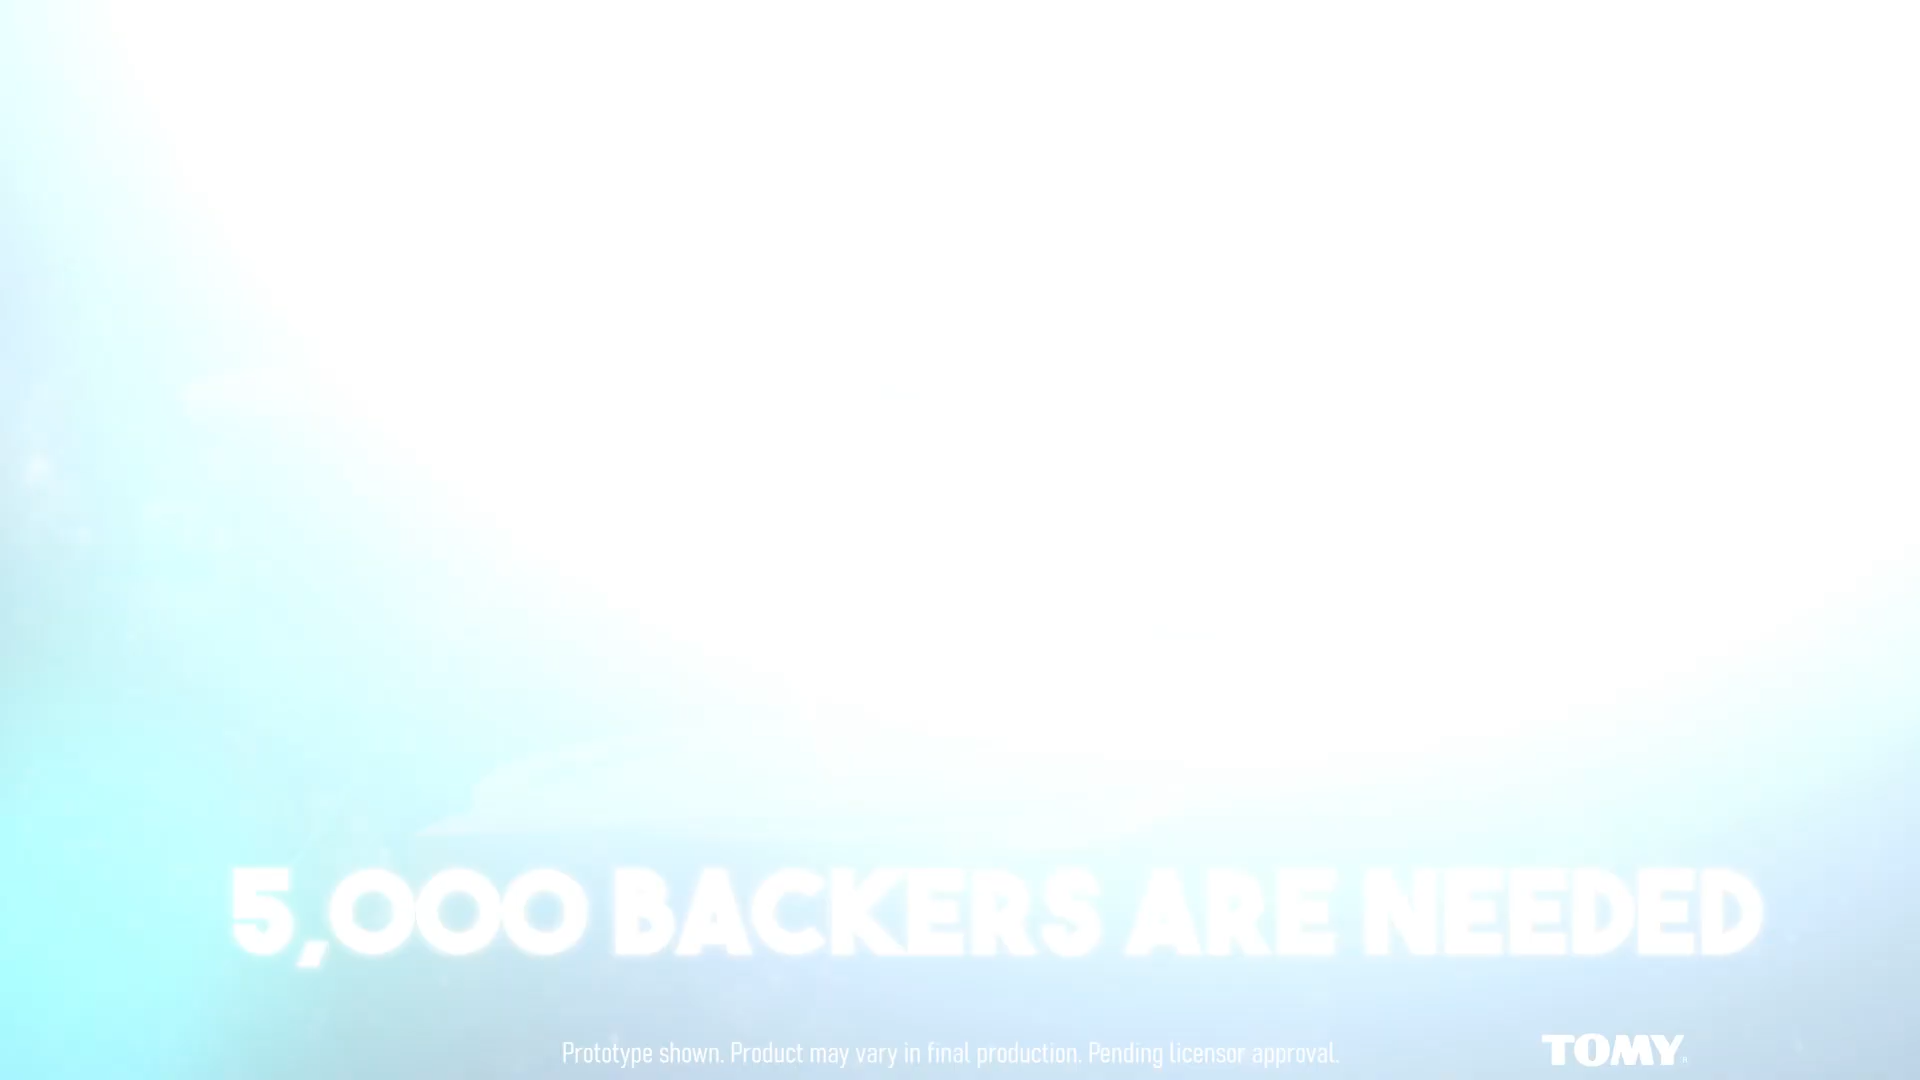 5,000 BACKERS ARE NEEDED
Prototype shown. Product may vary in final production. Pending licensor approval.
TOMY